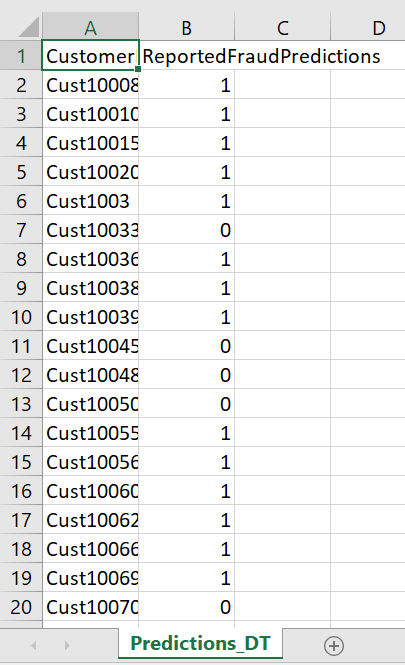 A B C D
1 Customer ReportedFraudPredictions
2 Cust10008 1
3 Cust10010 1
4 Cust10015 1
5 Cust10020 1
6 Cust1003 1
7 Cust10033 0
8 Cust10036 1
9 Cust10038 1
10 Cust10039 1
11 Cust10045 0
12 Cust10048 0
13 Cust10050 0
14 Cust10055 1
15 Cust10056 1
16 Cust10060 1
17 Cust10062 1
18 Cust10066 1
19 Cust10069 1
20 Cust10070 0
Predictions_DT